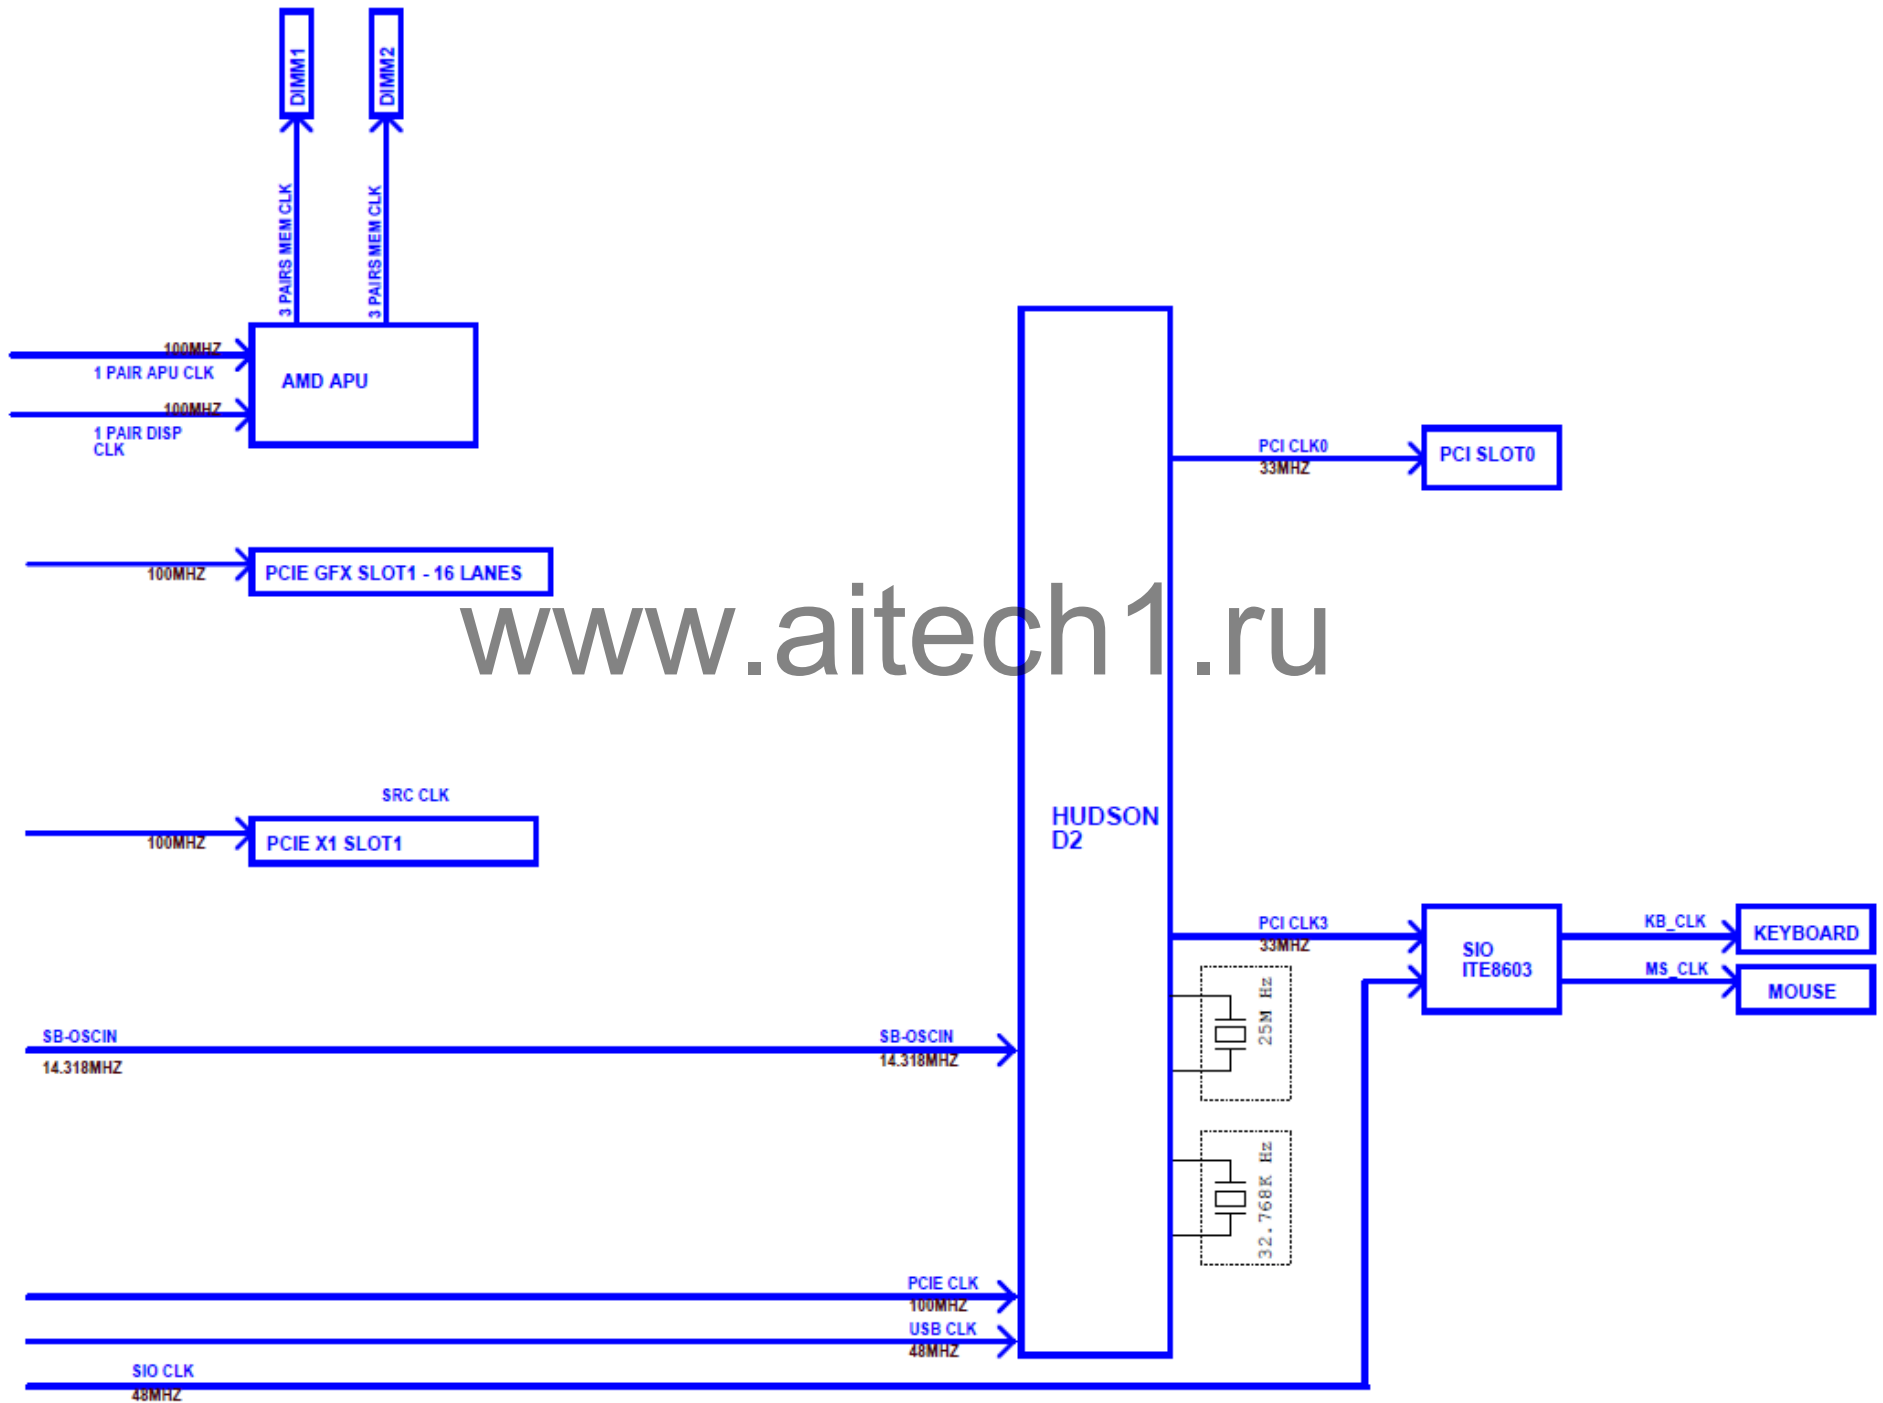 DIMM1
DIMM2
3 PAIRS MEM CLK
3 PAIRS MEM CLK
100MHZ
1 PAIR APU CLK
AMD APU
100MHZ
1 PAIR DISP
CLK
PCI CLK0
33MHZ
PCI SLOT0
100MHZ
PCIE GFX SLOT1 - 16 LANES
www.aitech1.ru
SRC CLK
100MHZ
PCIE X1 SLOT1
HUDSON
D2
PCI CLK3
33MHZ
SIO
ITE8603
KB_CLK
KEYBOARD
MS_CLK
MOUSE
25M Hz
SB-OSCIN
14.318MHZ
SB-OSCIN
14.318MHZ
32.768K Hz
PCIE CLK
100MHZ
USB CLK
48MHZ
SIO CLK
48MHZ